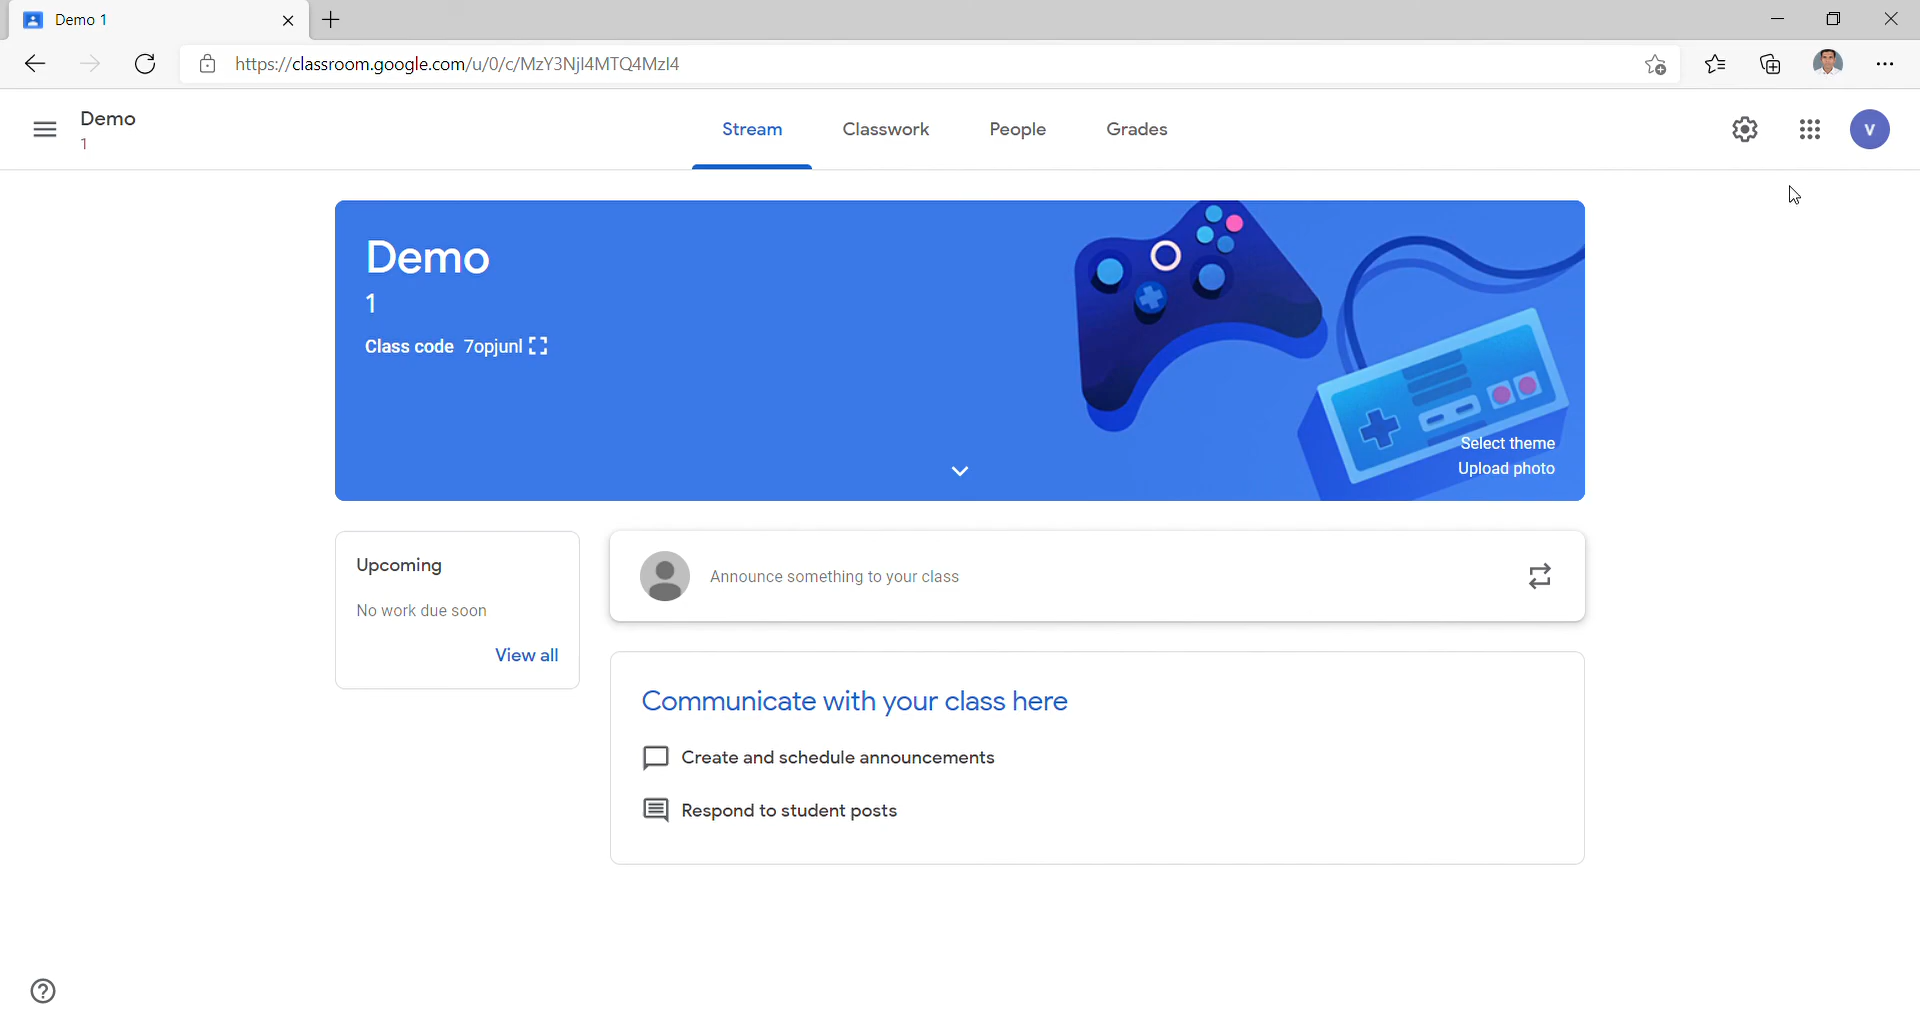 Demo 1
https://classroom.google.com/u/0/c/MzY3NjI4MTQ4MzI4
Demo
1
Stream
Classwork
People
Grades
V
Demo
1
Class code 7opjunl
Select theme
Upload photo
Upcoming
No work due soon
View all
Announce something to your class
Communicate with your class here
Create and schedule announcements
Respond to student posts